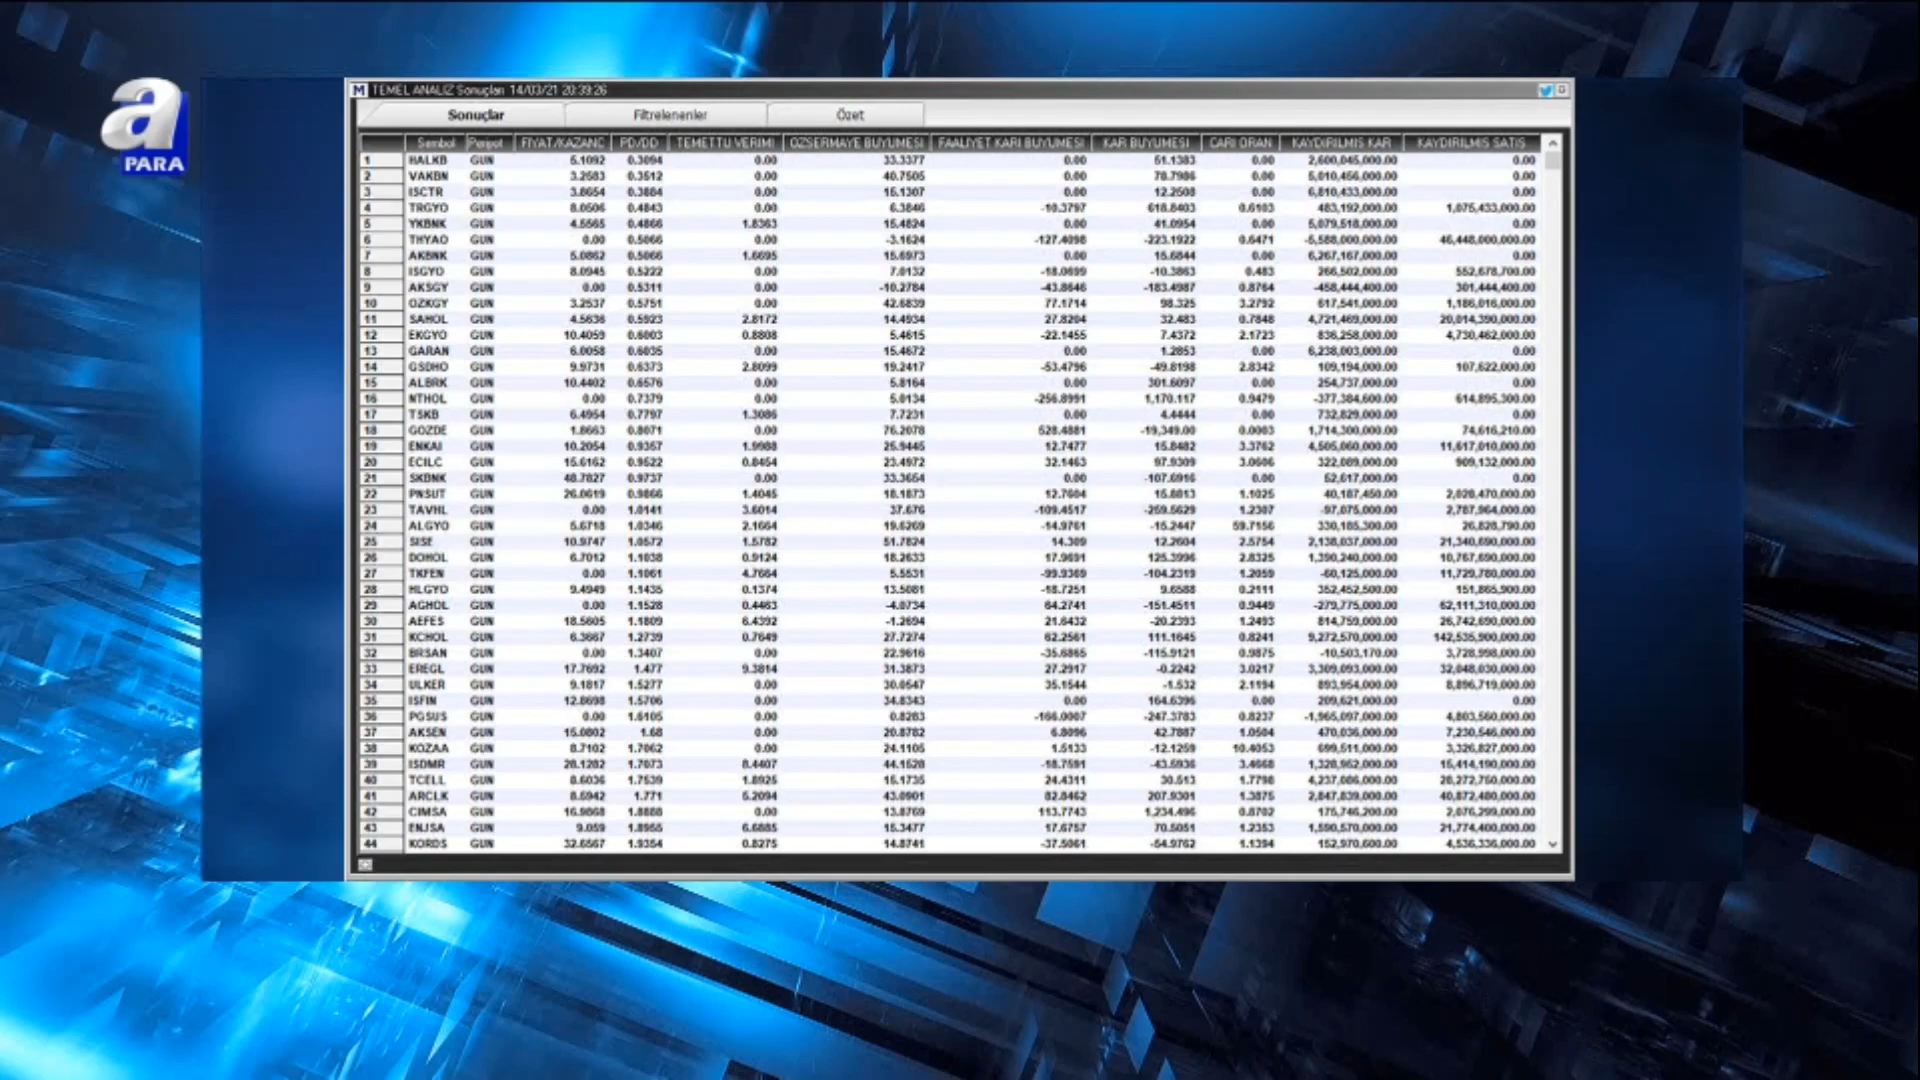 a
PARA
TEMEL ANALIZ Sonuçları 14/03/21 20:39:26
Sonuçlar Filtrelenenler Özet
Sembol Periyot FIYAT/KAZANC PD/DD TEMETTU VERIMI OZSERMAYE BUYUMESI FAALIYET KARI BUYUMESI KAR BUYUMESI CARI ORAN KAYDIRILMIS KAR KAYDIRILMIS SATIS
1 HALKB GUN 5.1092 0.3094 0.00 33.3377 0.00 51.1383 0.00 2,600,045,000.00 0.00
2 VAKBN GUN 3.2583 0.3512 0.00 40.7505 0.00 78.7986 0.00 5,010,456,000.00 0.00
3 ISCTR GUN 3.8654 0.3884 0.00 15.1307 0.00 12.2508 0.00 6,810,433,000.00 0.00
4 TRGYO GUN 8.0506 0.4843 0.00 6.3846 -10.3797 618.8403 0.6103 483,192,000.00 1,075,433,000.00
5 YKBNK GUN 4.5565 0.4866 1.8363 15.4824 0.00 41.0954 0.00 5,079,518,000.00 0.00
6 THYAO GUN 0.00 0.5066 0.00 -3.1624 -127.4098 -223.1922 0.6471 -5,588,000,000.00 46,448,000,000.00
7 AKBNK GUN 5.0862 0.5066 1.6695 15.6973 0.00 15.6844 0.00 6,267,167,000.00 0.00
8 ISGYO GUN 8.0945 0.5222 0.00 7.0132 -18.0699 -10.3863 0.483 266,502,000.00 552,678,700.00
9 AKSGY GUN 0.00 0.5311 0.00 -10.2784 -43.8646 -183.4987 0.8764 -458,444,400.00 301,444,400.00
10 OZKGY GUN 3.2537 0.5751 0.00 42.6839 77.1714 98.325 3.2792 617,541,000.00 1,186,016,000.00
11 SAHOL GUN 4.5636 0.5923 2.8172 14.4934 27.8204 32.483 0.7848 4,721,469,000.00 20,014,390,000.00
12 EKGYO GUN 10.4059 0.6003 0.8808 5.4615 -22.1455 7.4372 2.1723 836,258,000.00 4,730,462,000.00
13 GARAN GUN 6.0058 0.6035 0.00 15.4672 0.00 1.2853 0.00 6,238,003,000.00 0.00
14 GSDHO GUN 9.9731 0.6373 2.8099 19.2417 -53.4796 -49.8198 2.8342 109,194,000.00 107,622,000.00
15 ALBRK GUN 10.4402 0.6576 0.00 5.8164 0.00 301.6097 0.00 254,737,000.00 0.00
16 NTHOL GUN 0.00 0.7379 0.00 5.0134 -256.8991 1,170.117 0.9479 -377,384,600.00 614,895,300.00
17 TSKB GUN 6.4954 0.7797 1.3086 7.7231 0.00 4.4444 0.00 732,829,000.00 0.00
18 GOZDE GUN 1.8663 0.8071 0.00 76.2078 528.4881 -19,349.00 0.0003 1,714,300,000.00 74,616,210.00
19 ENKAI GUN 10.2054 0.9357 1.9988 25.9445 12.7477 15.8482 3.3762 4,505,060,000.00 11,617,010,000.00
20 ECILC GUN 15.6162 0.9522 0.8454 23.4972 32.1463 97.9309 3.0606 322,089,000.00 909,132,000.00
21 SKBNK GUN 48.7827 0.9737 0.00 33.3654 0.00 -107.6916 0.00 52,617,000.00 0.00
22 PNSUT GUN 26.0619 0.9866 1.4045 18.1873 12.7604 15.8813 1.1025 40,187,450.00 2,028,470,000.00
23 TAVHL GUN 0.00 1.0141 3.6014 37.676 -109.4517 -259.5629 1.2307 -97,075,000.00 2,787,964,000.00
24 ALGYO GUN 5.6718 1.0346 2.1664 19.6269 -14.9761 -15.2447 59.7156 330,185,300.00 26,828,790.00
25 SISE GUN 10.9747 1.0572 1.5782 51.7824 14.309 12.2604 2.5754 2,138,037,000.00 21,340,690,000.00
26 DOHOL GUN 6.7012 1.1038 0.9124 18.2633 17.9691 125.3996 2.8325 1,390,240,000.00 10,767,690,000.00
27 TKFEN GUN 0.00 1.1061 4.7664 5.5531 -99.9369 -104.2319 1.2059 -60,125,000.00 11,729,780,000.00
28 HLGYO GUN 9.4949 1.1435 0.1374 13.5081 -18.7251 9.6588 0.2111 352,452,500.00 151,865,900.00
29 AGHOL GUN 0.00 1.1528 0.4463 -4.0734 64.2741 -151.4511 0.9449 -279,775,000.00 62,111,310,000.00
30 AEFES GUN 18.5605 1.1809 6.4392 -1.2694 21.6432 -20.2393 1.2493 814,759,000.00 26,742,690,000.00
31 KCHOL GUN 6.3667 1.2739 0.7649 27.7274 62.2561 111.1645 0.8241 9,272,570,000.00 142,535,900,000.00
32 BRSAN GUN 0.00 1.3407 0.00 22.9616 -35.6865 -115.9121 0.9875 -10,503,170.00 3,728,998,000.00
33 EREGL GUN 17.7692 1.477 9.3814 31.3873 27.2917 -0.2242 3.0217 3,309,093,000.00 32,048,030,000.00
34 ULKER GUN 9.1817 1.5277 0.00 30.0547 35.1544 -1.532 2.1194 893,954,000.00 8,896,719,000.00
35 ISFIN GUN 12.8698 1.5706 0.00 34.8343 0.00 164.6396 0.00 209,621,000.00 0.00
36 PGSUS GUN 0.00 1.6105 0.00 0.8283 -166.0007 -247.3783 0.8237 -1,965,097,000.00 4,803,560,000.00
37 AKSEN GUN 15.0802 1.68 0.00 20.8782 6.8096 42.7887 1.0504 470,036,000.00 7,230,546,000.00
38 KOZAA GUN 8.7102 1.7062 0.00 24.1105 1.5133 -12.1259 10.4053 699,511,000.00 3,326,827,000.00
39 ISDMR GUN 28.1282 1.7073 8.4407 44.1528 -18.7591 -43.5936 3.4668 1,328,952,000.00 15,414,190,000.00
40 TCELL GUN 8.6036 1.7539 1.8925 15.1735 24.4311 30.513 1.7798 4,237,086,000.00 28,272,750,000.00
41 ARCLK GUN 8.5942 1.771 5.2094 43.0901 82.8462 207.9301 1.3875 2,847,839,000.00 40,872,480,000.00
42 CIMSA GUN 16.9868 1.8888 0.00 13.8769 113.7743 1,234.496 0.8702 175,746,200.00 2,076,299,000.00
43 ENJSA GUN 9.059 1.8955 6.6885 15.3477 17.6757 70.5051 1.2353 1,590,570,000.00 21,774,400,000.00
44 KORDS GUN 32.6567 1.9354 0.8275 14.8741 -37.5061 -54.9762 1.1394 152,970,600.00 4,536,336,000.00